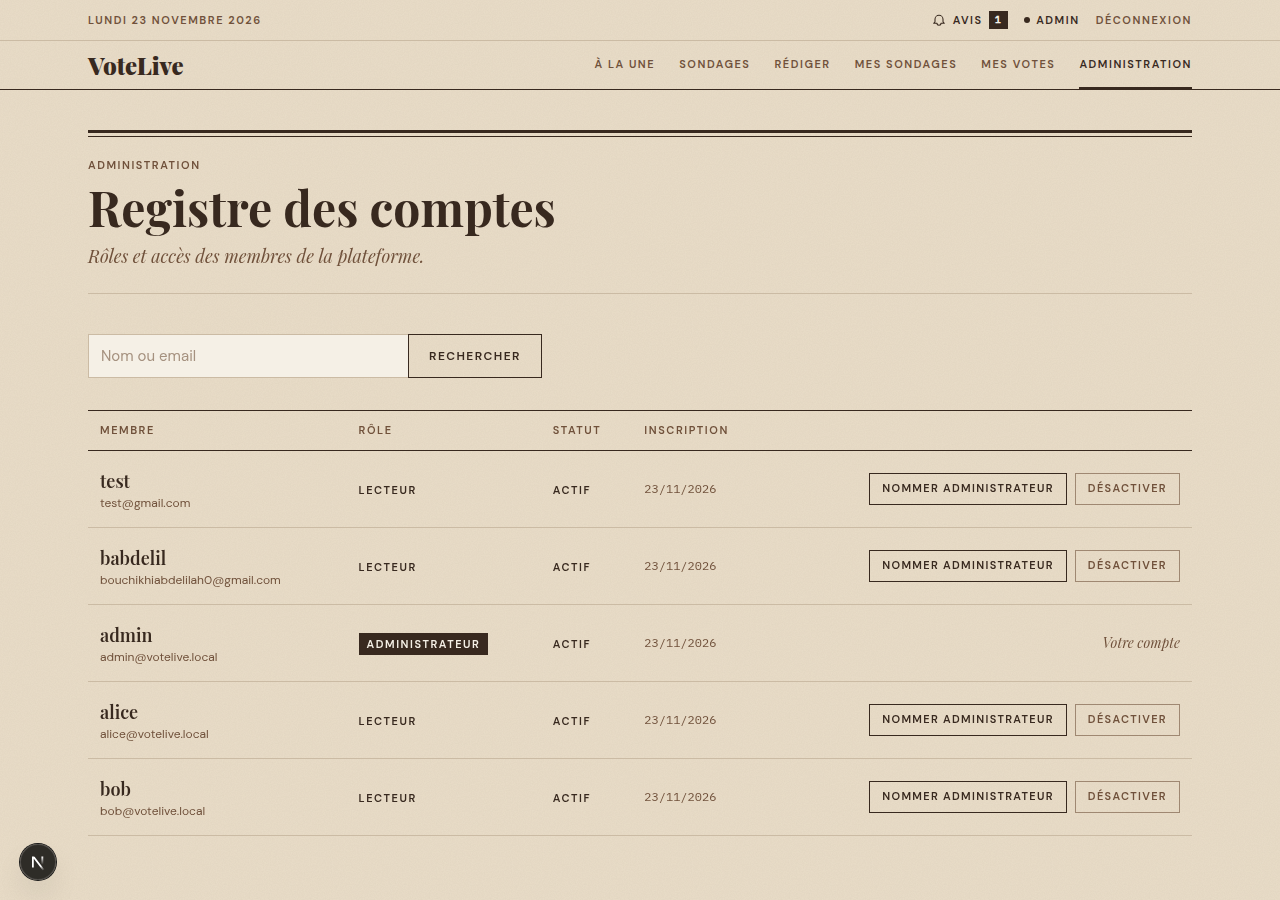 LUNDI 23 NOVEMBRE 2026
AVIS 1 ADMIN DÉCONNEXION
VoteLive
À LA UNE SONDAGES RÉDIGER MES SONDAGES MES VOTES ADMINISTRATION
ADMINISTRATION
Registre des comptes
Rôles et accès des membres de la plateforme.
Nom ou email RECHERCHER
MEMBRE RÔLE STATUT INSCRIPTION
test
test@gmail.com
LECTEUR ACTIF 23/11/2026 NOMMER ADMINISTRATEUR DÉSACTIVER
babdelil
bouchikhiabdelilah0@gmail.com
LECTEUR ACTIF 23/11/2026 NOMMER ADMINISTRATEUR DÉSACTIVER
admin
admin@votelive.local
ADMINISTRATEUR ACTIF 23/11/2026 Votre compte
alice
alice@votelive.local
LECTEUR ACTIF 23/11/2026 NOMMER ADMINISTRATEUR DÉSACTIVER
bob
bob@votelive.local
LECTEUR ACTIF 23/11/2026 NOMMER ADMINISTRATEUR DÉSACTIVER
N